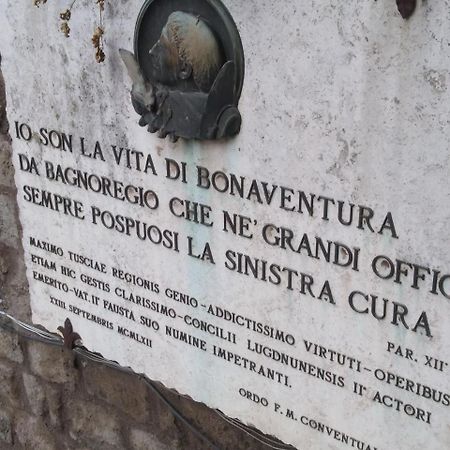 IO SON LA VITA DI BONAVENTURA
DA BAGNOREGIO CHE NE' GRANDI OFFIC
SEMPRE POSPUOSI LA SINISTRA CURA
PAR. XII
MAXIMO TUSCIAE REGIONIS GENIO-ADDICTISSIMO VIRTUTI-OPERIBUS
ETIAM HIC GESTIS CLARISSIMO-CONCILII LUGDNUNENSIS II ACTORI
EMERITO-VAT. II FAUSTA SUO NUMINE IMPETRANTI.
XXIII SEPTEMBRIS MCMLXII
ORDO F. M. CONVENTUAL